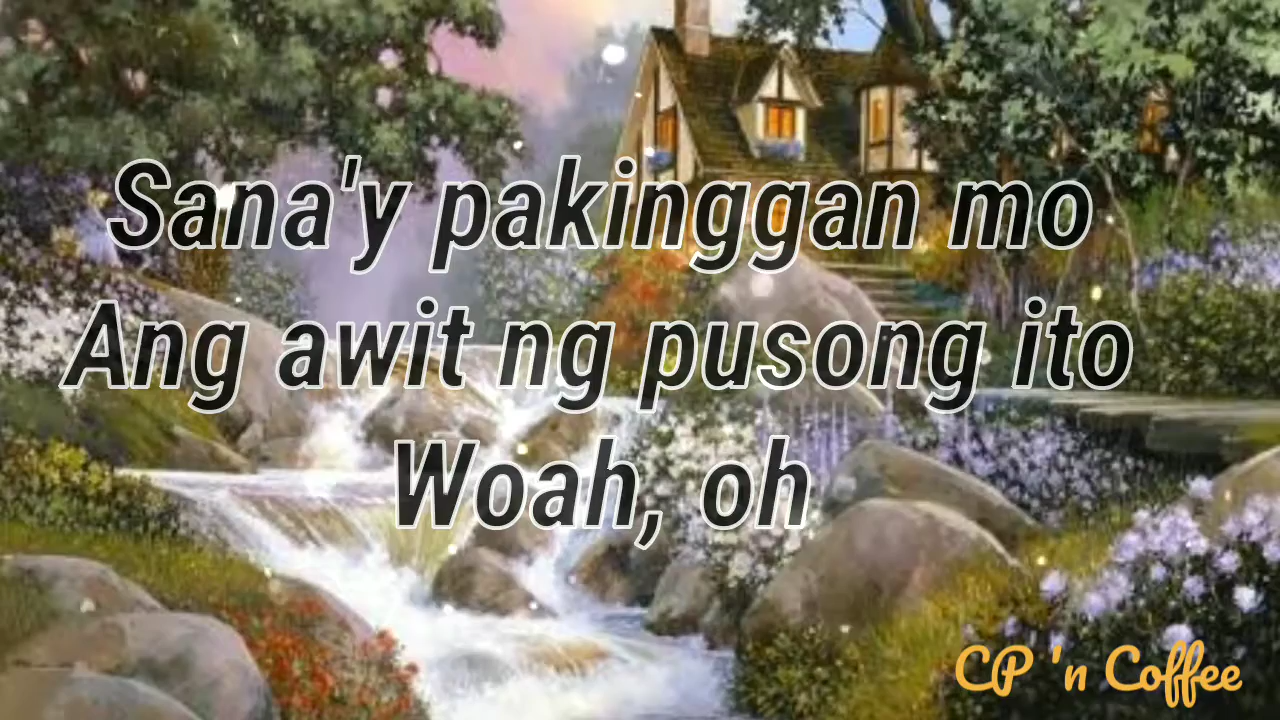 Sana'y pakinggan mo
Ang awit ng pusong ito
Woah, oh
CP 'n Coffee